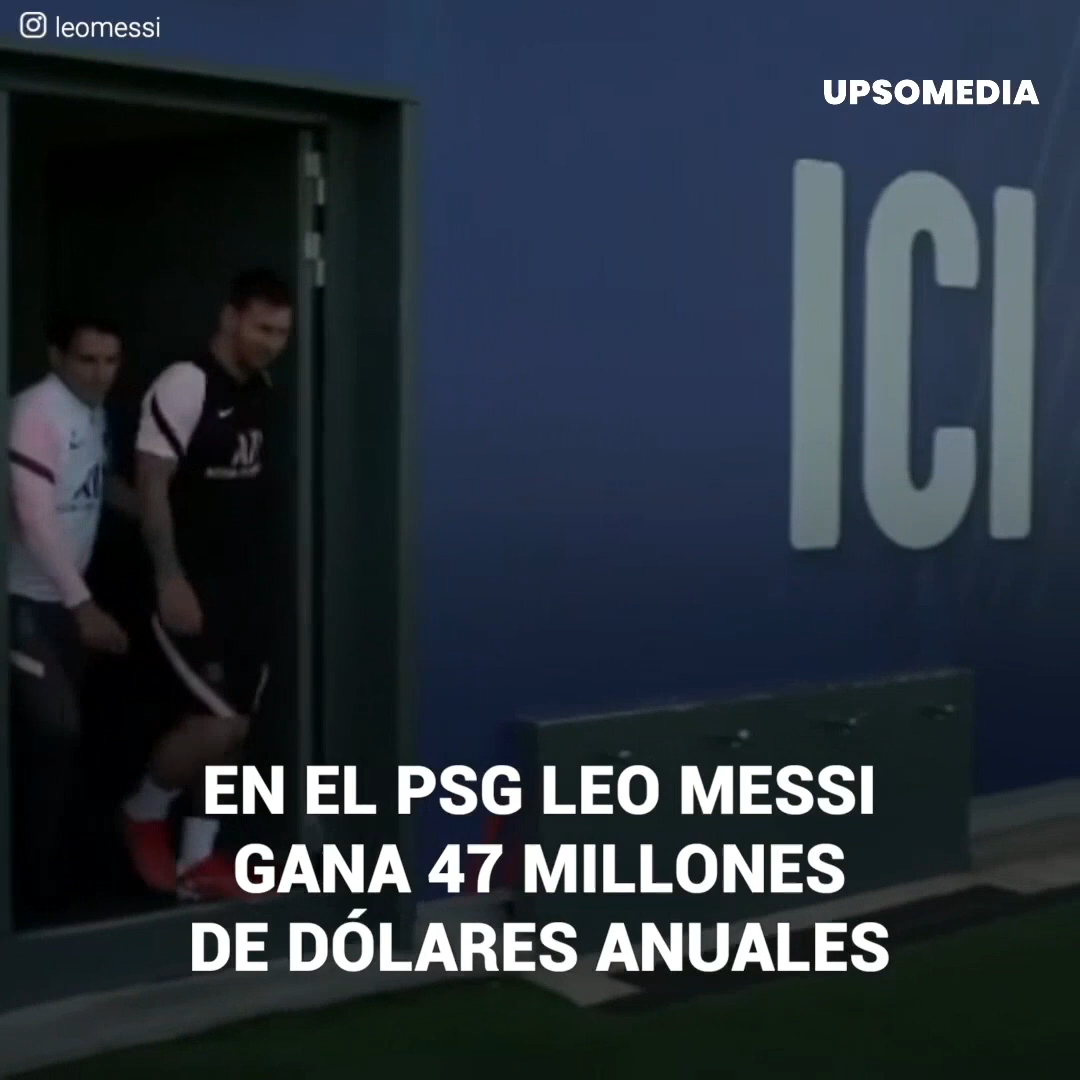 leomessi
UPSOMEDIA
ICI
EN EL PSG LEO MESSI
GANA 47 MILLONES
DE DÓLARES ANUALES